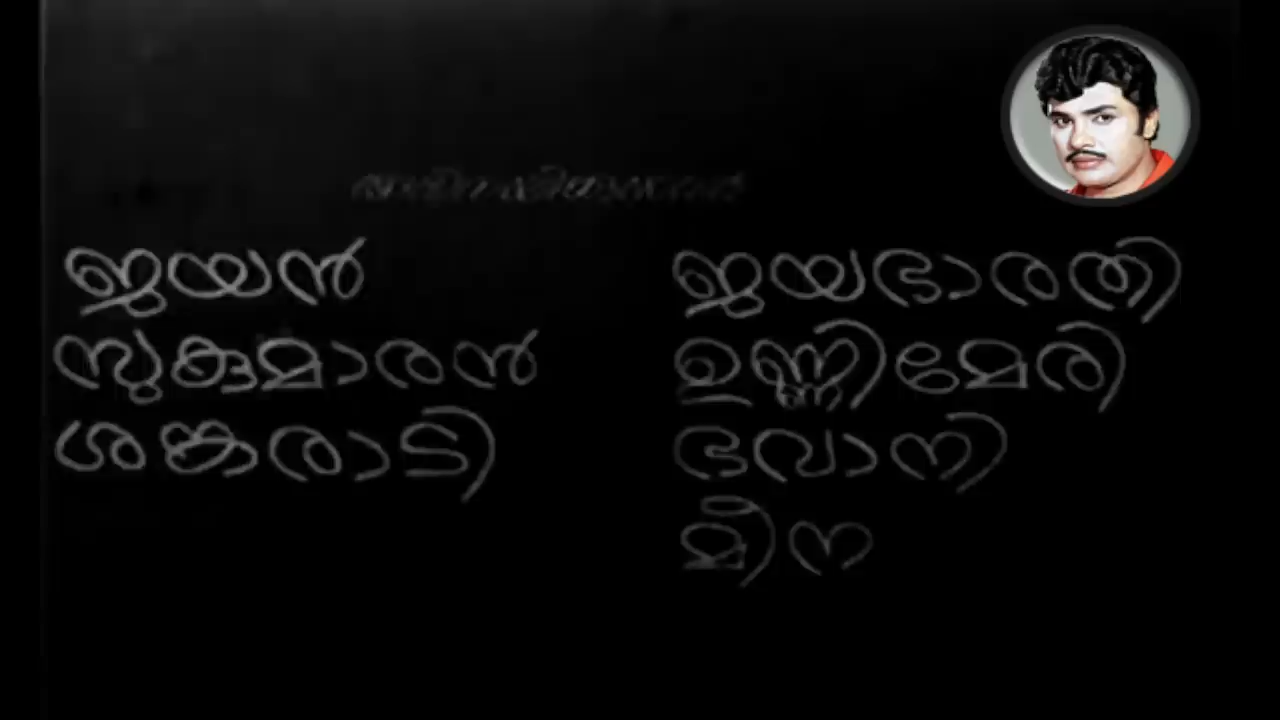 ജയൻ
സുകുമാരൻ
ശങ്കരാടി
ജയഭാരതി
ഉണ്ണിമേരി
ഭവാനി
മീന